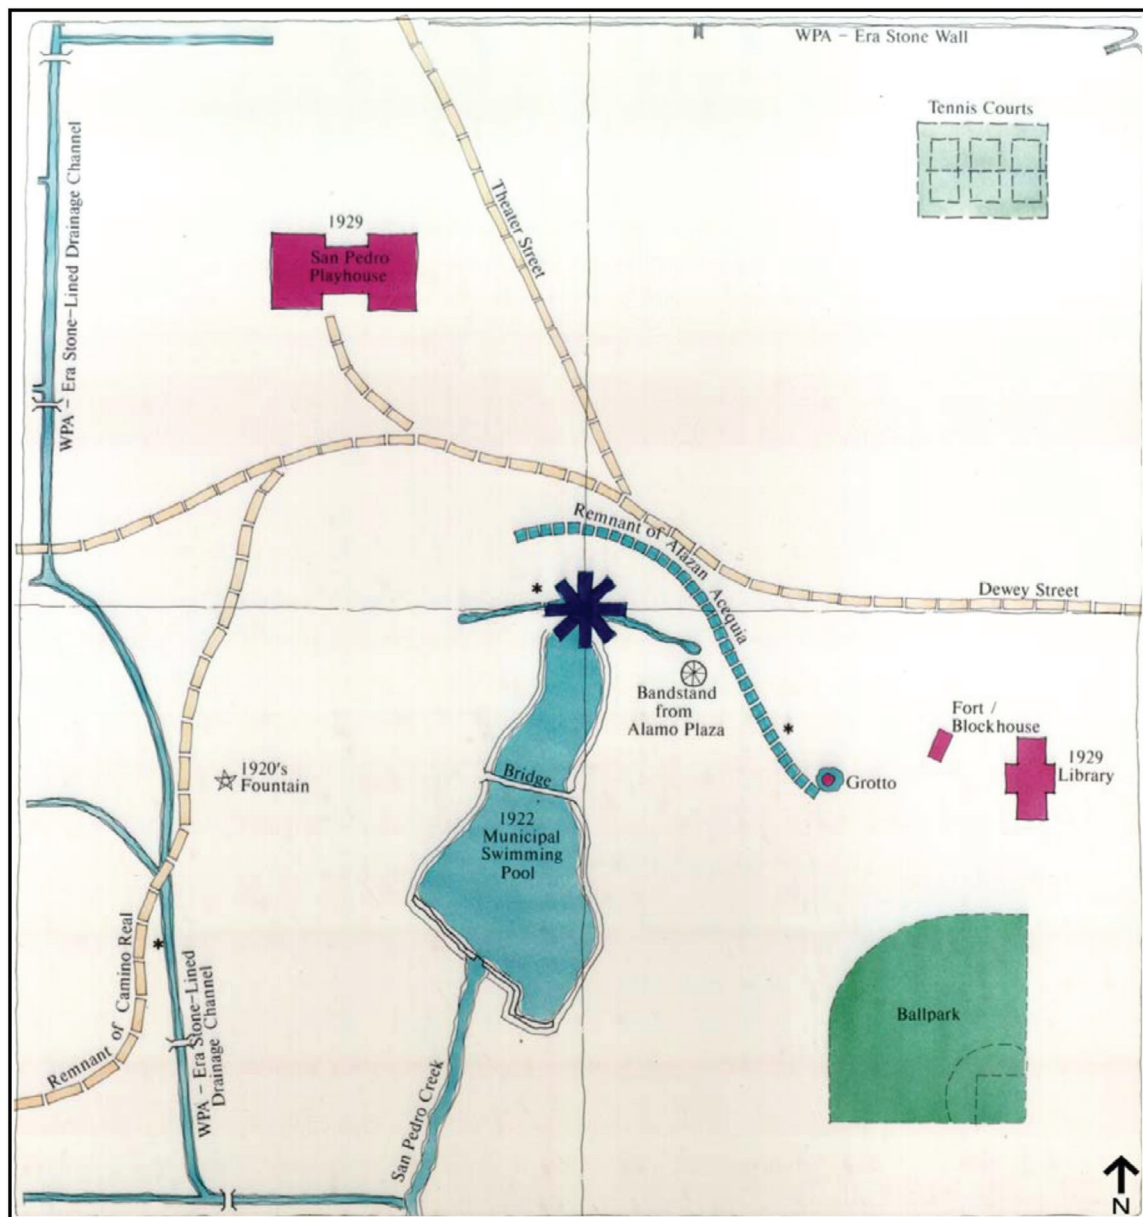 WPA – Era Stone Wall
Tennis Courts
WPA – Era Stone-Lined Drainage Channel
Theater Street
1929
San Pedro
Playhouse
Remnant of Alazan Acequia
*
Dewey Street
Bandstand
from
Alamo Plaza
*
Fort /
Blockhouse
1929
Library
Grotto
1920's
Fountain
Bridge
1922
Municipal
Swimming
Pool
*
Remnant of Camino Real
WPA – Era Stone-Lined
Drainage Channel
San Pedro Creek
Ballpark
N